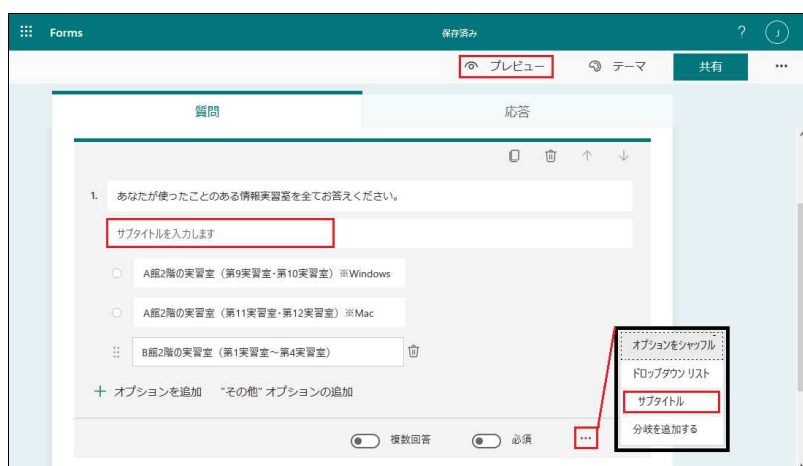 Forms 保存済み ? J
プレビュー テーマ 共有 ...
質問 応答
1. あなたが使ったことのある情報実習室を全てお答えください。
サブタイトルを入力します
A館2階の実習室（第9実習室・第10実習室）※Windows
A館2階の実習室（第11実習室・第12実習室）※Mac
B館2階の実習室（第1実習室～第4実習室）
+ オプションを追加 "その他" オプションの追加
複数回答 必須 ...
オプションをシャッフル
ドロップダウン リスト
サブタイトル
分岐を追加する